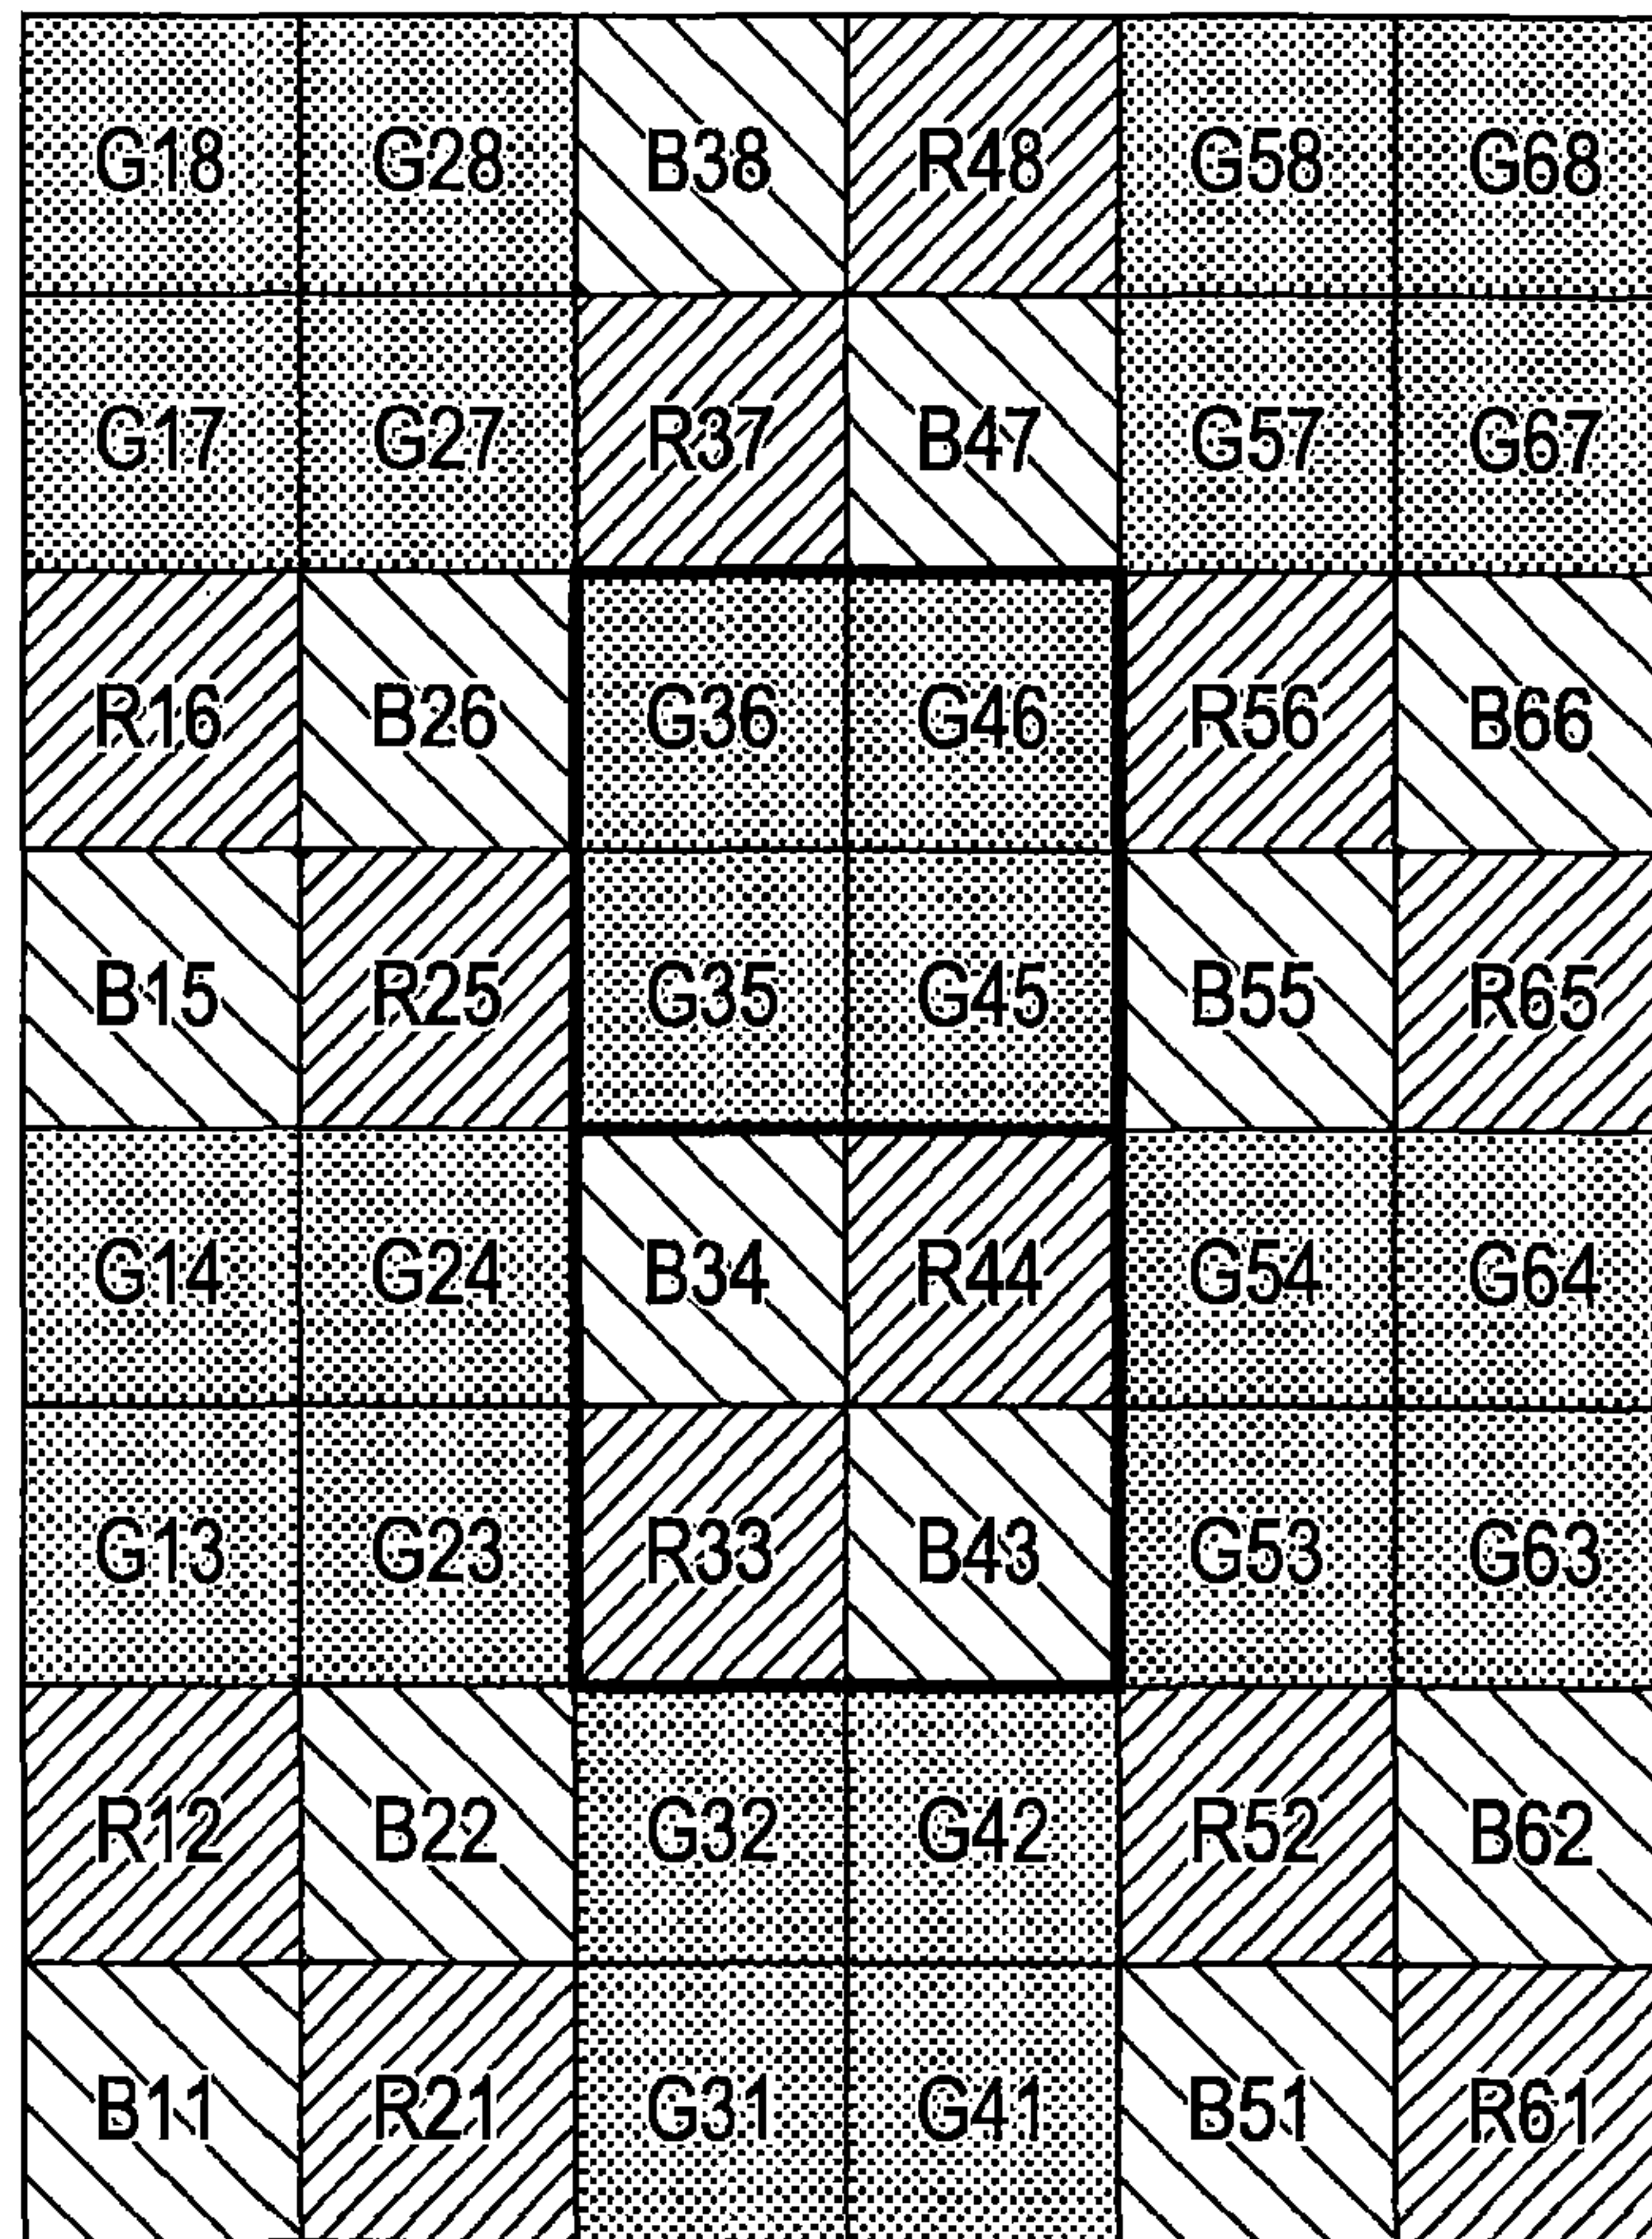 G18 G28 B38 R48 G58 G68
G17 G27 R37 B47 G57 G67
R16 B26 G36 G46 R56 B66
B15 R25 G35 G45 B55 R65
G14 G24 B34 R44 G54 G64
G13 G23 R33 B43 G53 G63
R12 B22 G32 G42 R52 B62
B11 R21 G31 G41 B51 R61